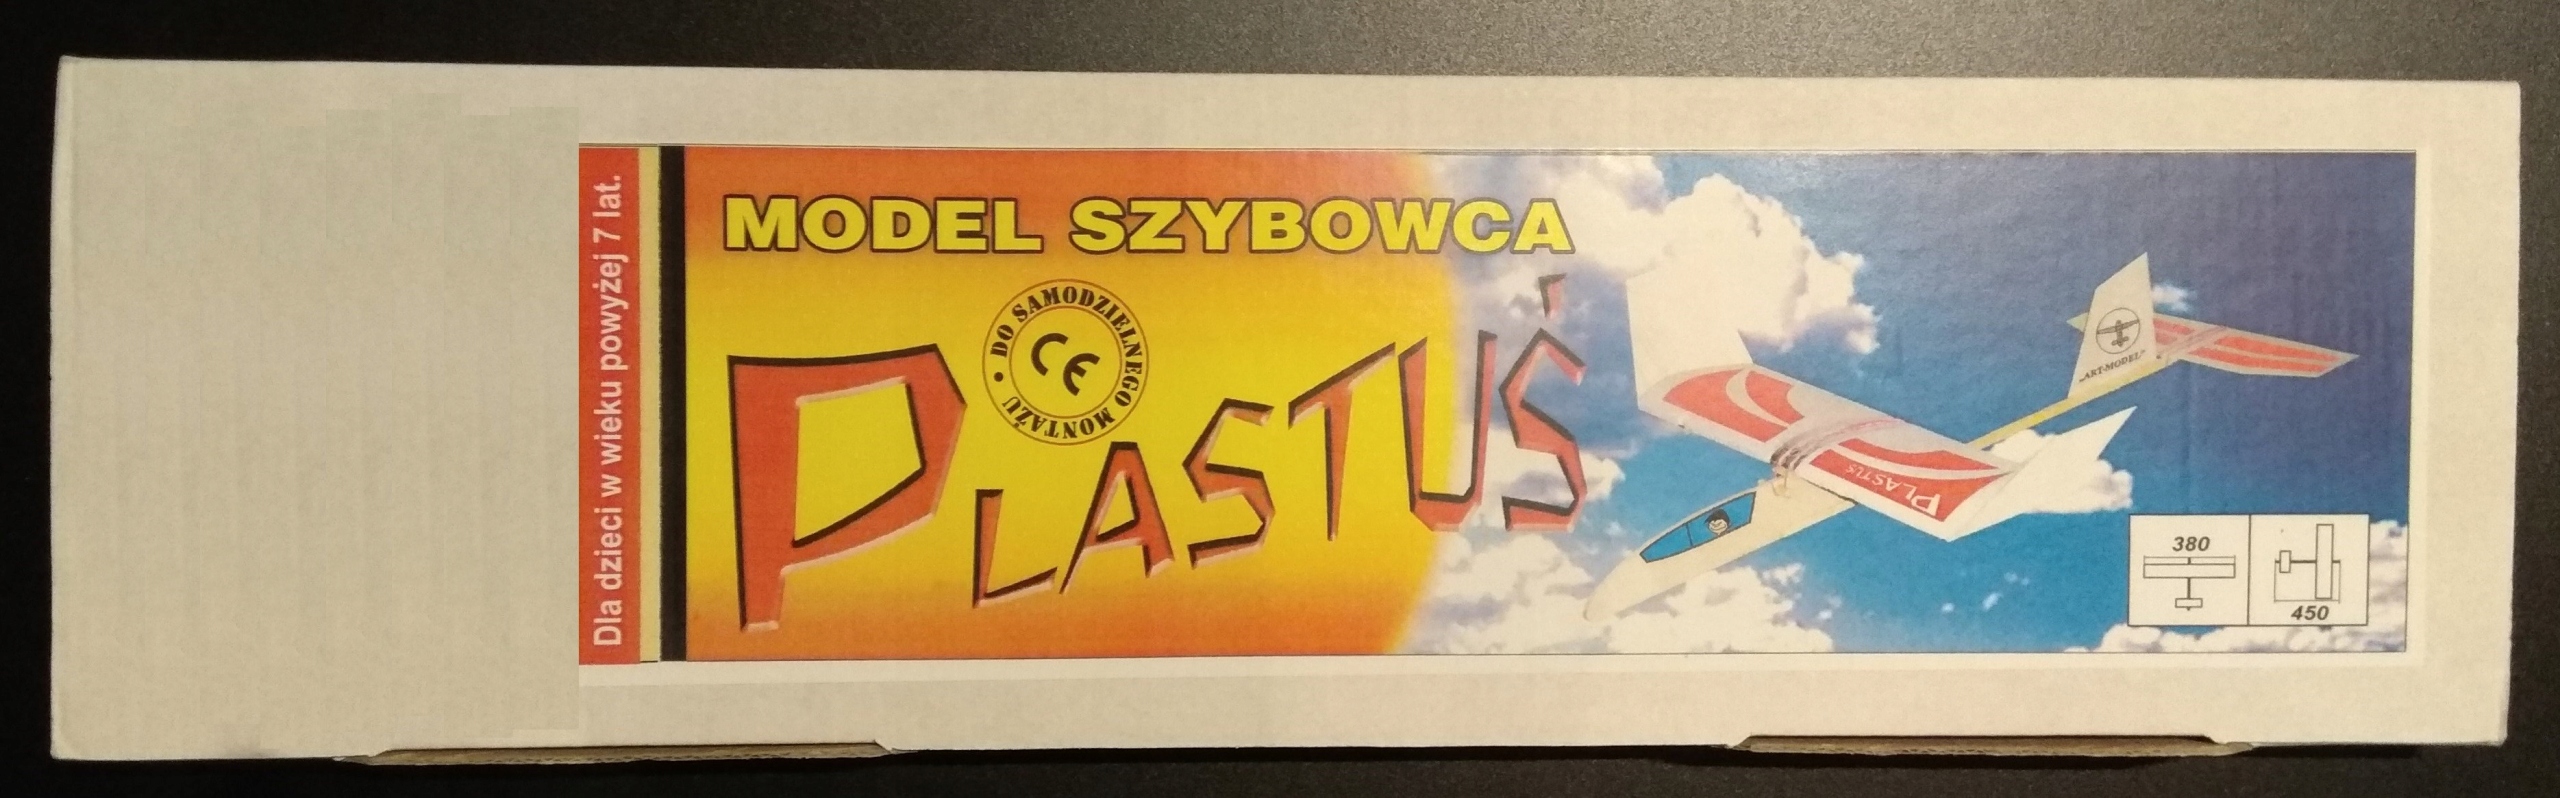 Dla dzieci w wieku powyżej 7 lat.
MODEL SZYBOWCA
DO SAMODZIELNEGO MONTAŻU •
CE
PLASTUŚ
„ART-MODEL”
PLASTUŚ
380
450